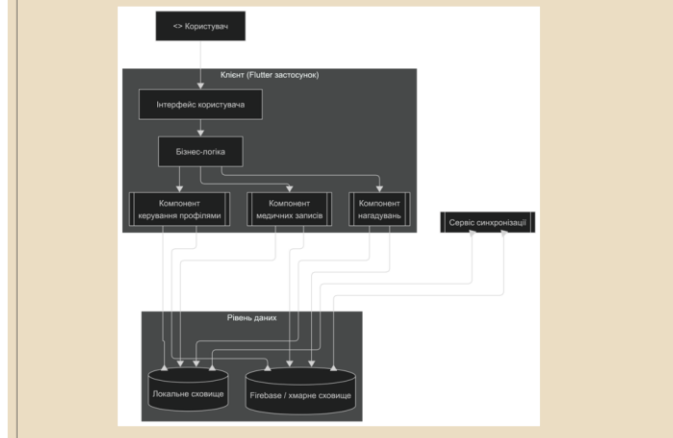 <> Користувач
Клієнт (Flutter застосунок)
Інтерфейс користувача
Бізнес-логіка
Компонент
керування профілями
Компонент
медичних записів
Компонент
нагадувань
Сервіс синхронізації
Рівень даних
Локальне сховище
Firebase / хмарне сховище